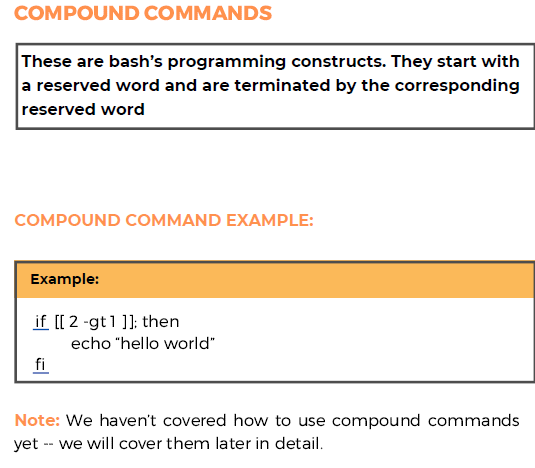 COMPOUND COMMANDS
These are bash’s programming constructs. They start with
a reserved word and are terminated by the corresponding
reserved word
COMPOUND COMMAND EXAMPLE:
Example:
if [[ 2 -gt 1 ]]; then
echo “hello world”
fi
Note: We haven’t covered how to use compound commands
yet -- we will cover them later in detail.